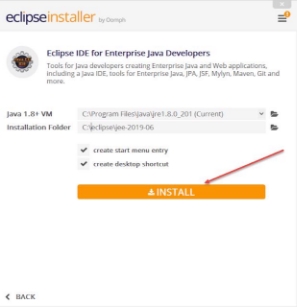 eclipseinstaller by Oomph
Eclipse IDE for Enterprise Java Developers
Tools for Java developers creating Enterprise Java and Web applications,
including a Java IDE, tools for Enterprise Java, JPA, JSF, Mylyn, Maven, Git and
more.
Java 1.8+ VM C:\Program Files\Java\jre1.8.0_201 (Current)
Installation Folder C:\eclipse\jee-2019-06
create start menu entry
create desktop shortcut
INSTALL
BACK